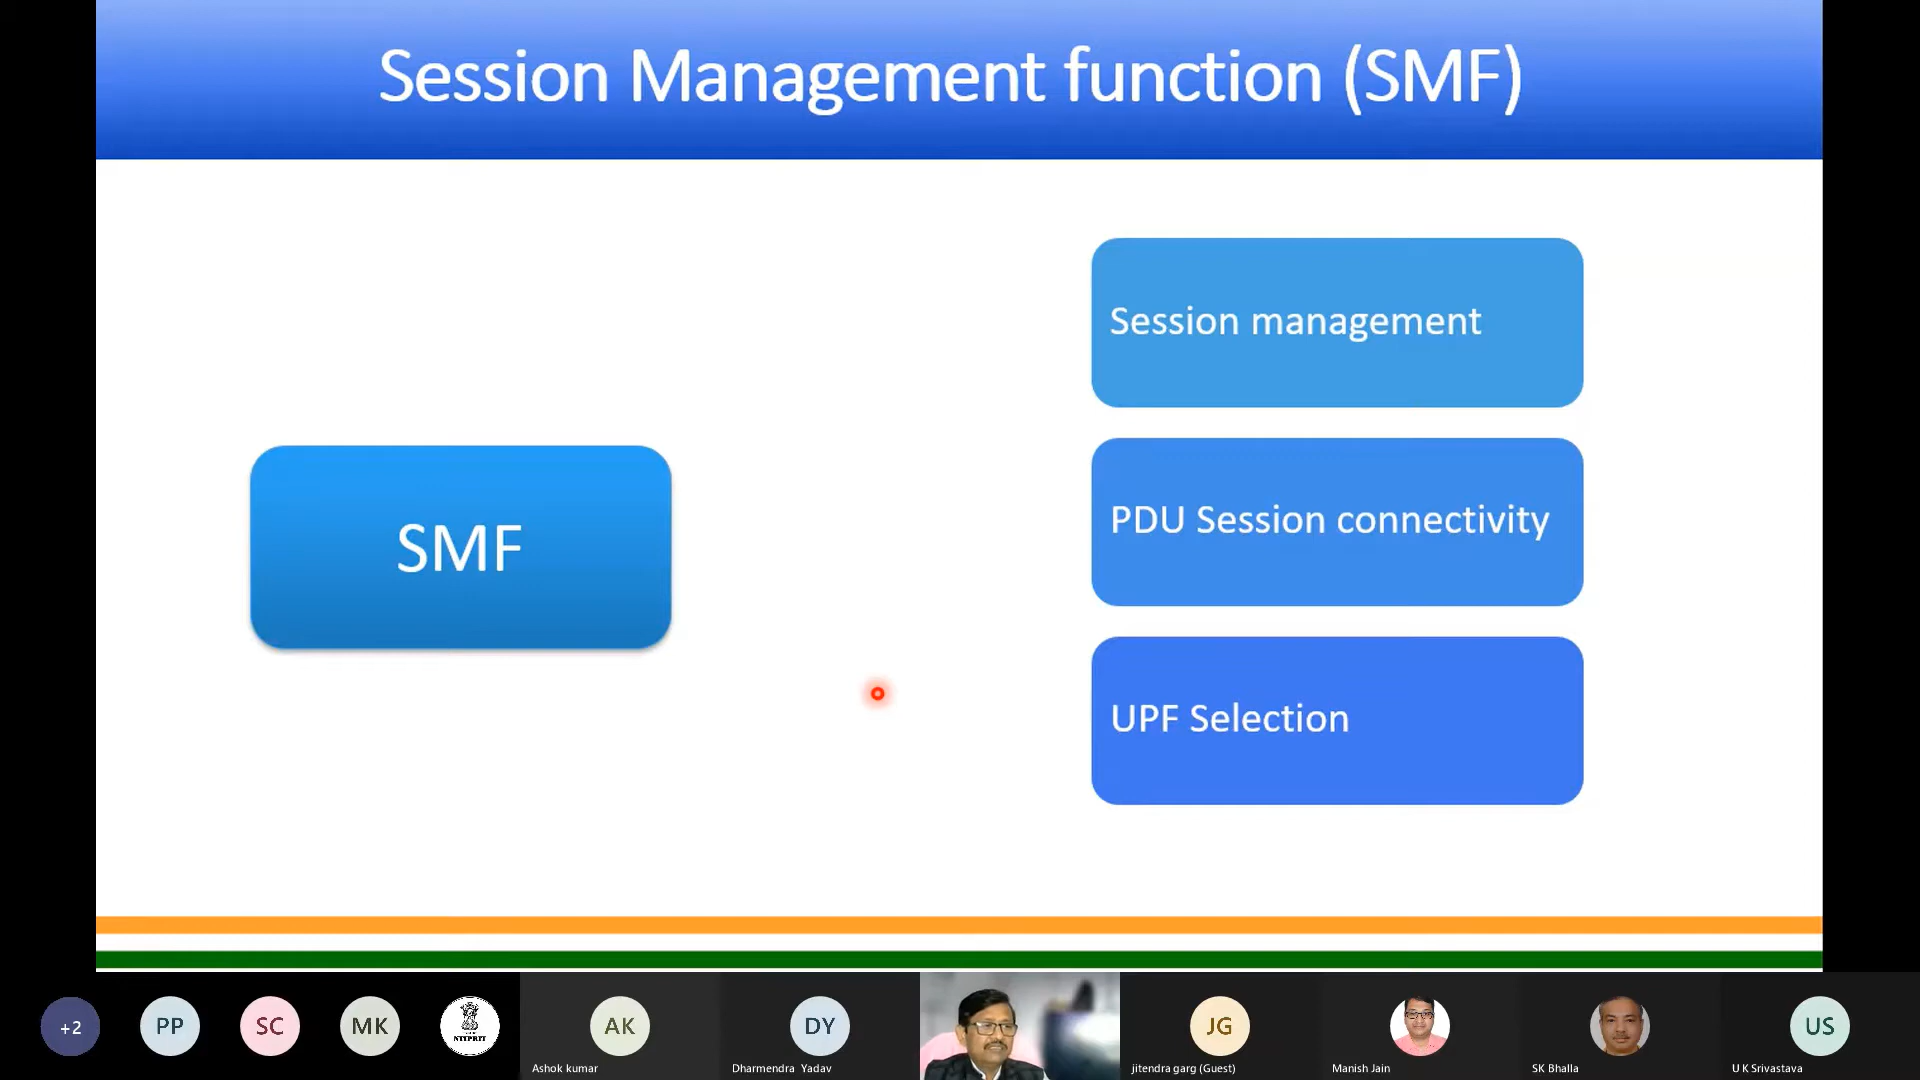 Session Management function (SMF)
Session management
SMF
PDU Session connectivity
UPF Selection
+2
PP
SC
MK
NTIPRIT
AK
DY
JG
US
Ashok kumar
Dharmendra Yadav
jitendra garg (Guest)
Manish Jain
SK Bhalla
U K Srivastava